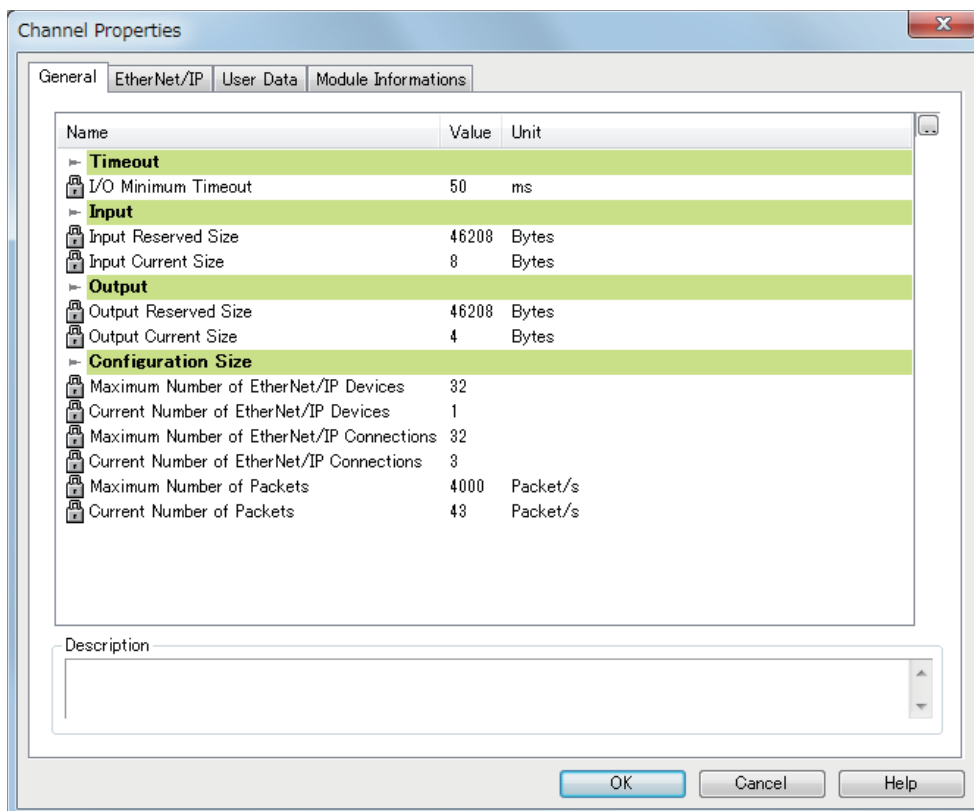 Channel Properties
General EtherNet/IP User Data Module Informations
Name Value Unit
Timeout
I/O Minimum Timeout 50 ms
Input
Input Reserved Size 46208 Bytes
Input Current Size 8 Bytes
Output
Output Reserved Size 46208 Bytes
Output Current Size 4 Bytes
Configuration Size
Maximum Number of EtherNet/IP Devices 32
Current Number of EtherNet/IP Devices 1
Maximum Number of EtherNet/IP Connections 32
Current Number of EtherNet/IP Connections 3
Maximum Number of Packets 4000 Packet/s
Current Number of Packets 43 Packet/s
Description
OK Cancel Help